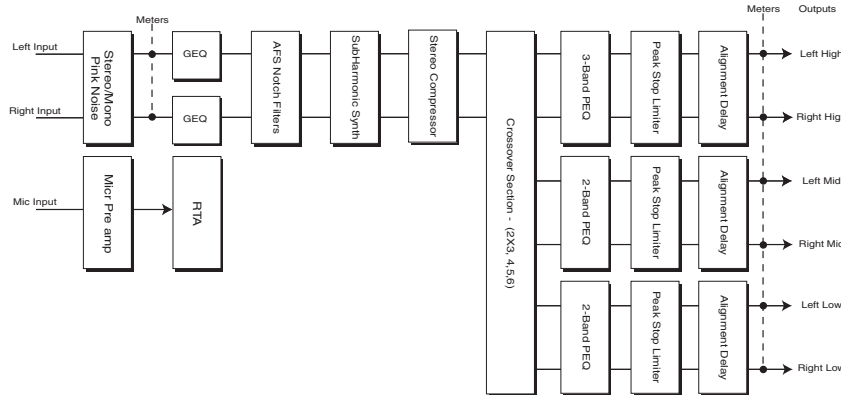 Meters
Meters
Outputs
Left Input
Right Input
Mic Input
Stereo/Mono
Pink Noise
GEQ
GEQ
AFS Notch Filters
SubHarmonic Synth
Stereo Compressor
Crossover Section - (2X3, 4,5,6)
3-Band PEQ
Peak Stop Limiter
Alignment Delay
Left High
Right High
Micr Pre amp
RTA
2-Band PEQ
Peak Stop Limiter
Alignment Delay
Left Mid
Right Mid
2-Band PEQ
Peak Stop Limiter
Alignment Delay
Left Low
Right Low